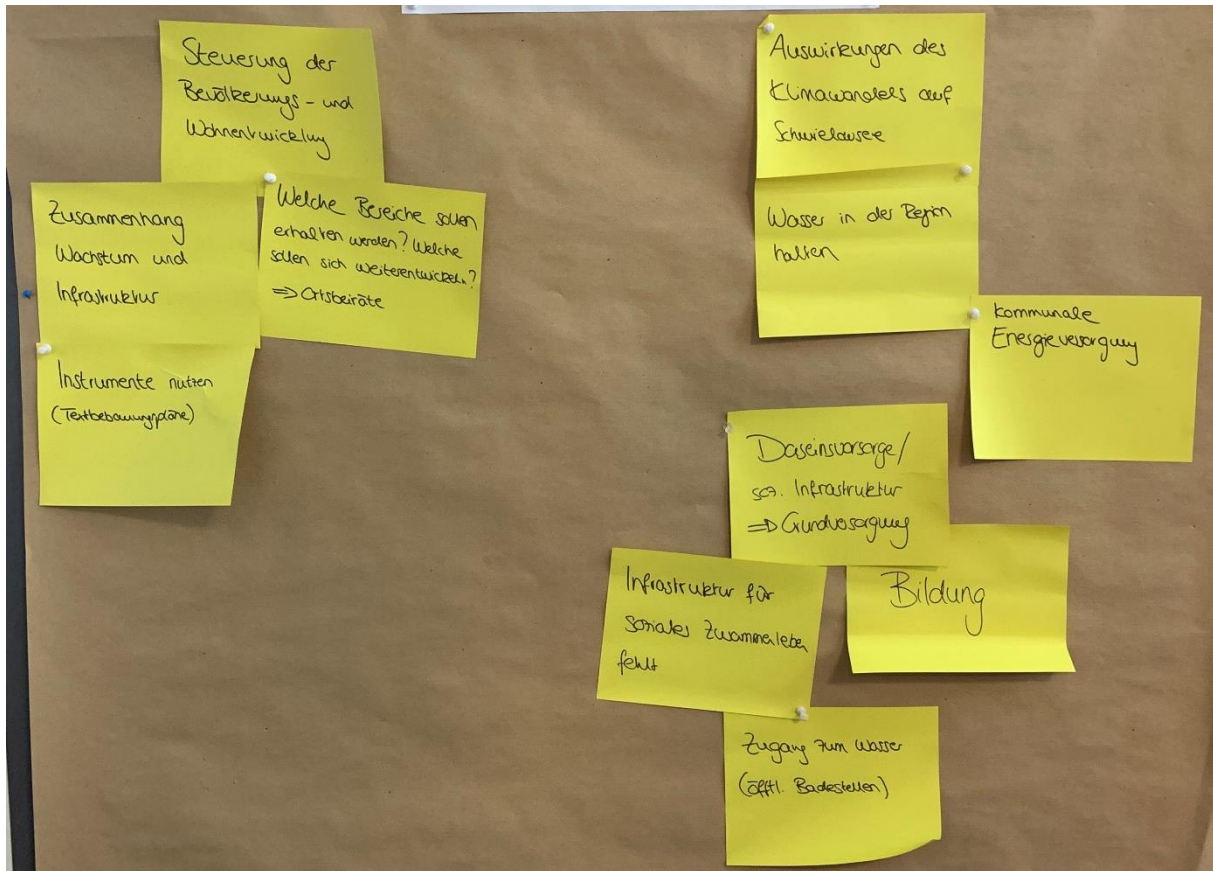 Steuerung der
Bevölkerungs- und
Wohnentwicklung
Zusammenhang
Wachstum und
Infrastruktur
Welche Bereiche sollen
erhalten werden? Welche
sollen sich weiterentwickeln?
=> Ortsbeiräte
Instrumente nutzen
(Textbebauungspläne)
Auswirkungen des
Klimawandels auf
Schwielowsee
Wasser in der Region
halten
kommunale
Energieversorgung
Daseinsvorsorge/
soz. Infrastruktur
=> Grundversorgung
Bildung
Infrastruktur für
soziales Zusammenleben
fehlt
Zugang zum Wasser
(öfftl. Badestellen)